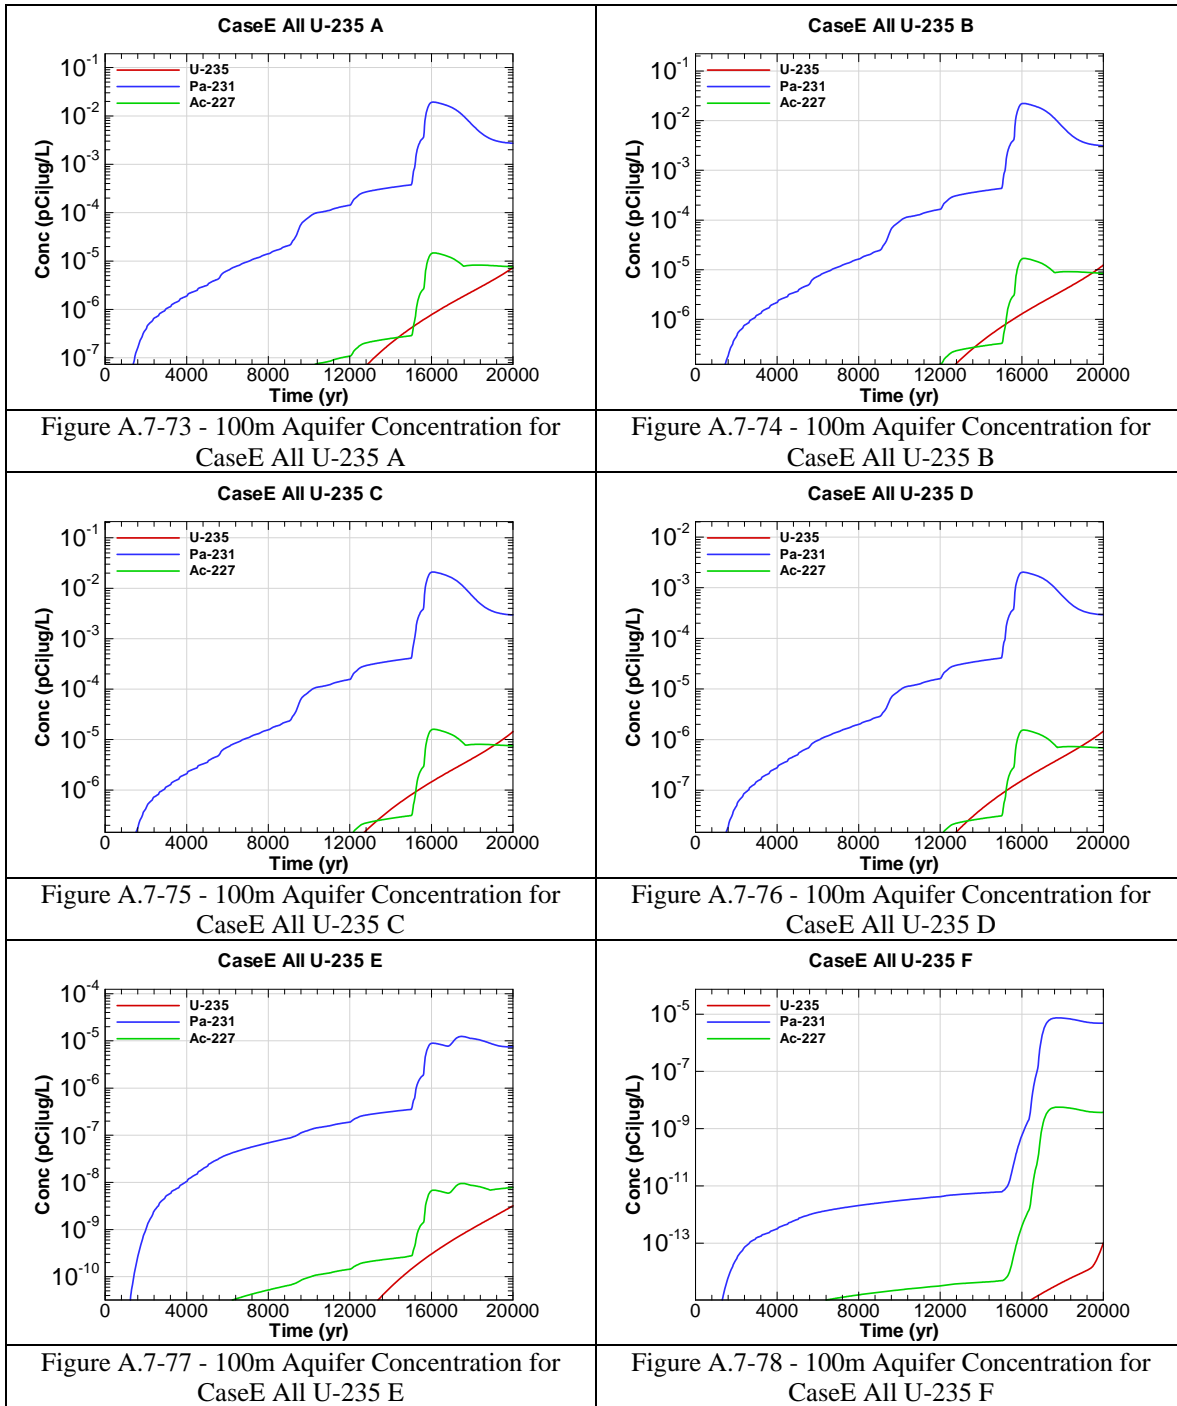 CaseE All U-235 A
U-235
Pa-231
Ac-227
10-1
10-2
10-3
10-4
10-5
10-6
10-7
Conc (pCi|ug/L)
0 4000 8000 12000 16000 20000
Time (yr)
Figure A.7-73 - 100m Aquifer Concentration for
CaseE All U-235 A
CaseE All U-235 B
U-235
Pa-231
Ac-227
10-1
10-2
10-3
10-4
10-5
10-6
Conc (pCi|ug/L)
0 4000 8000 12000 16000 20000
Time (yr)
Figure A.7-74 - 100m Aquifer Concentration for
CaseE All U-235 B
CaseE All U-235 C
U-235
Pa-231
Ac-227
10-1
10-2
10-3
10-4
10-5
10-6
Conc (pCi|ug/L)
0 4000 8000 12000 16000 20000
Time (yr)
Figure A.7-75 - 100m Aquifer Concentration for
CaseE All U-235 C
CaseE All U-235 D
U-235
Pa-231
Ac-227
10-2
10-3
10-4
10-5
10-6
10-7
Conc (pCi|ug/L)
0 4000 8000 12000 16000 20000
Time (yr)
Figure A.7-76 - 100m Aquifer Concentration for
CaseE All U-235 D
CaseE All U-235 E
U-235
Pa-231
Ac-227
10-4
10-5
10-6
10-7
10-8
10-9
10-10
Conc (pCi|ug/L)
0 4000 8000 12000 16000 20000
Time (yr)
Figure A.7-77 - 100m Aquifer Concentration for
CaseE All U-235 E
CaseE All U-235 F
U-235
Pa-231
Ac-227
10-5
10-7
10-9
10-11
10-13
Conc (pCi|ug/L)
0 4000 8000 12000 16000 20000
Time (yr)
Figure A.7-78 - 100m Aquifer Concentration for
CaseE All U-235 F